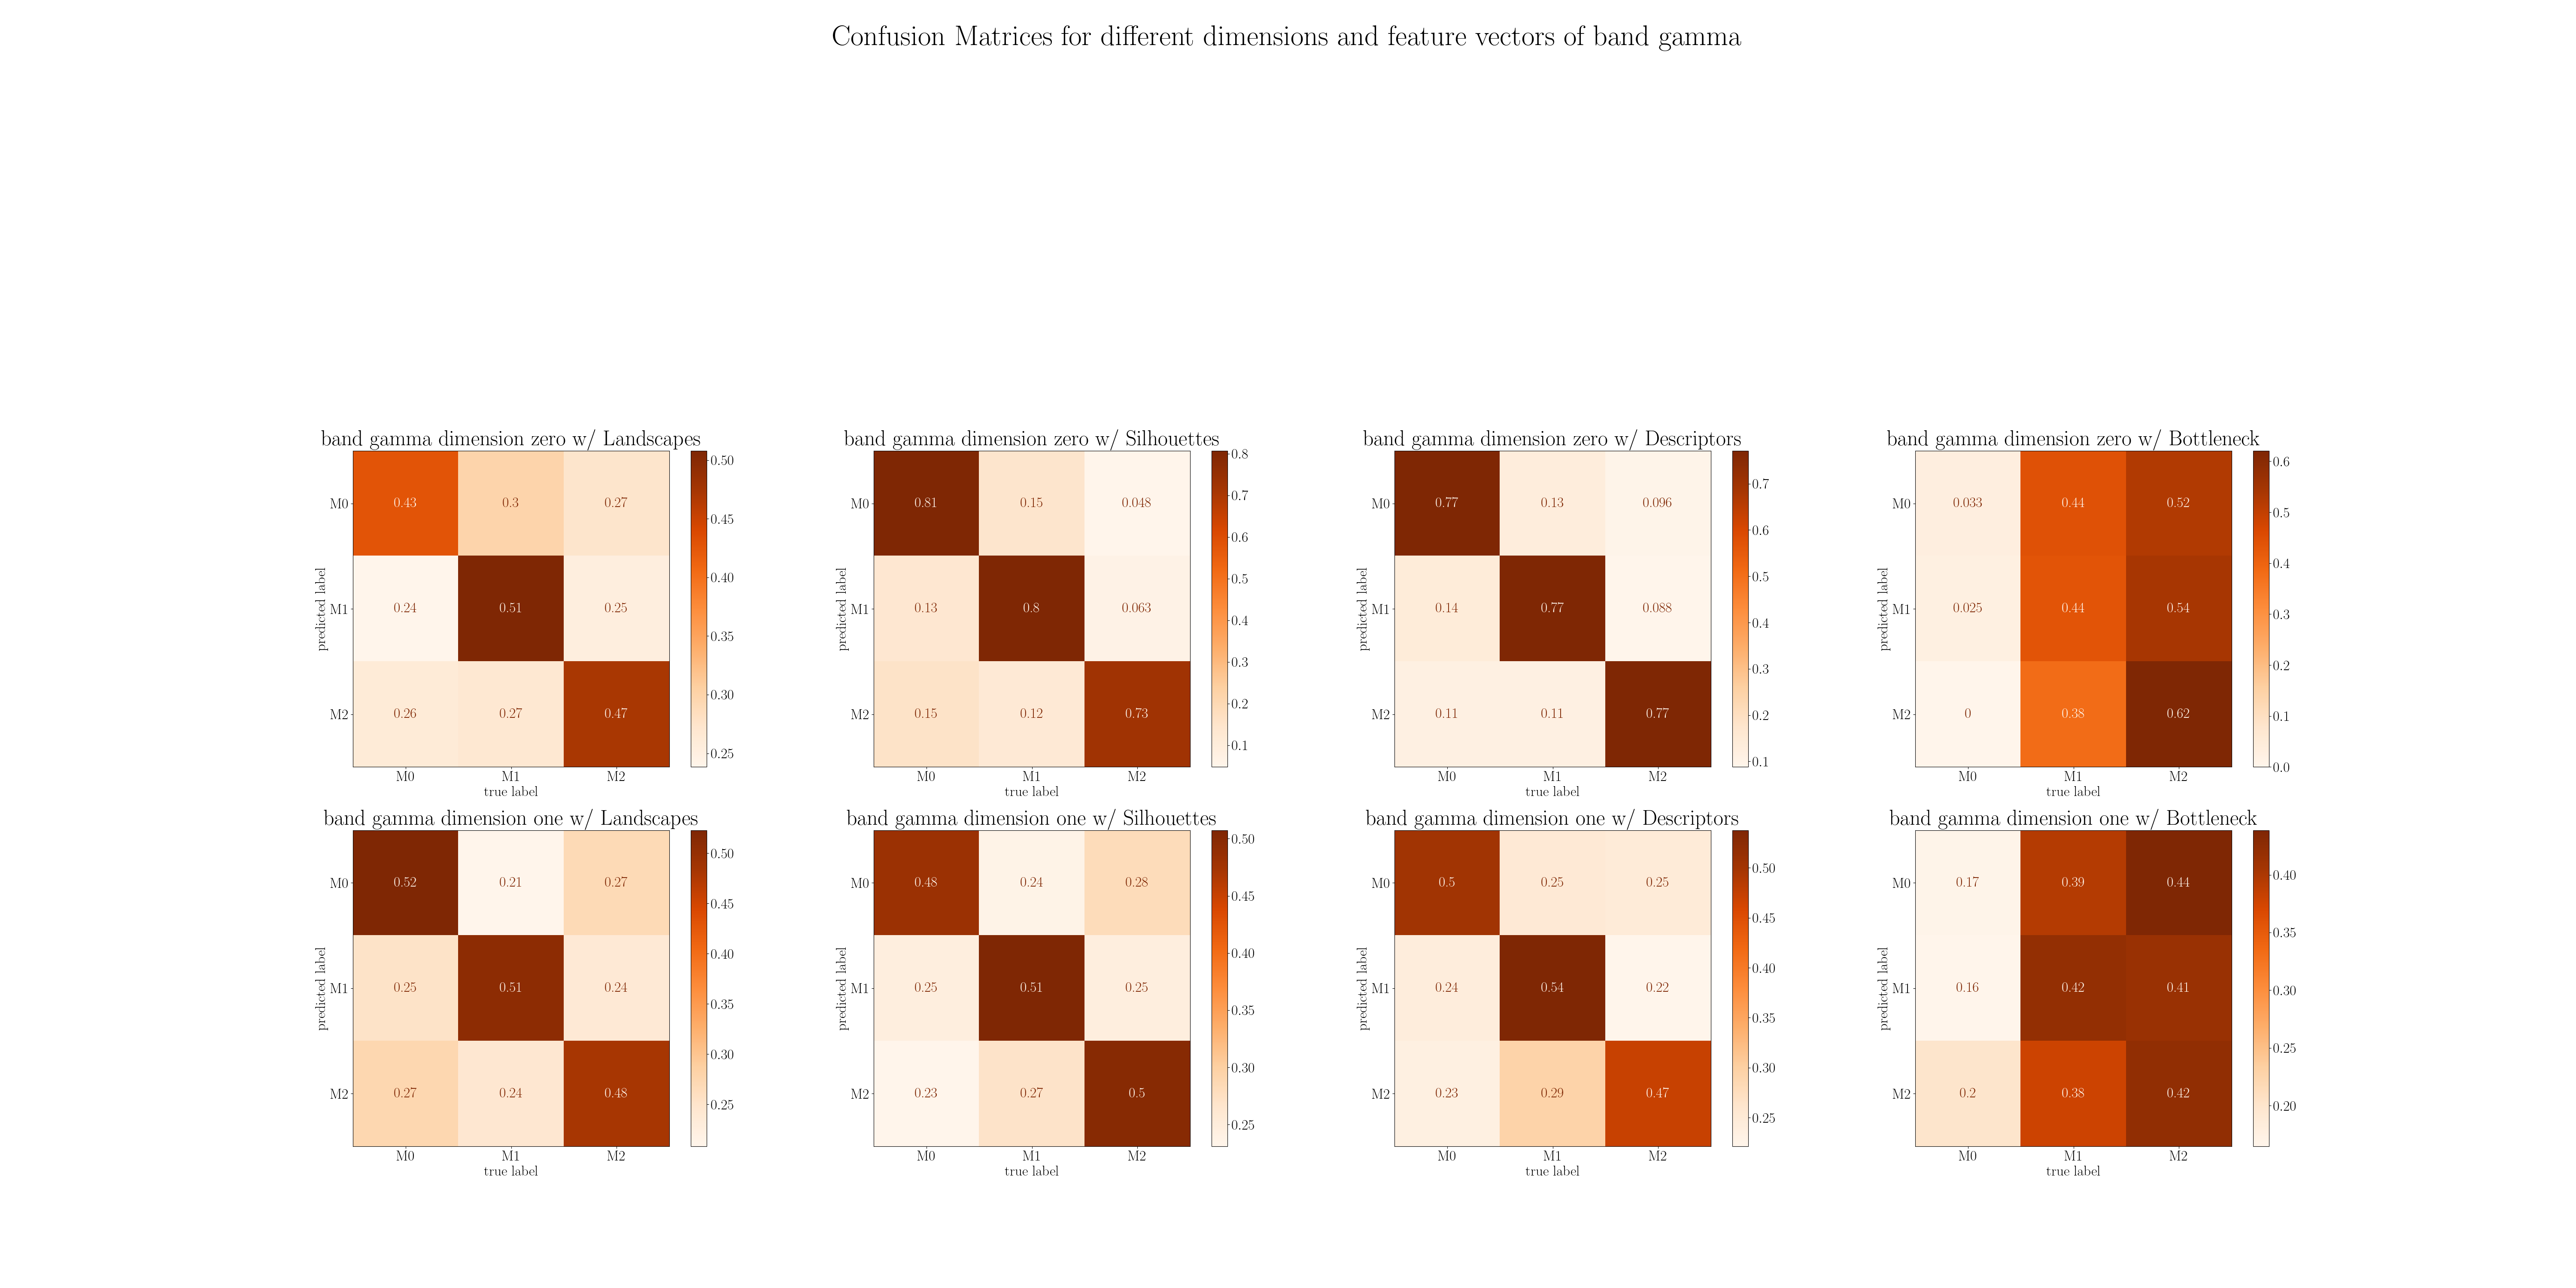 Confusion Matrices for different dimensions and feature vectors of band gamma
band gamma dimension zero w/ Landscapes
M0 0.43 0.3 0.27
M1 0.24 0.51 0.25
M2 0.26 0.27 0.47
M0 M1 M2
true label
predicted label
0.50
0.45
0.40
0.35
0.30
0.25
band gamma dimension zero w/ Silhouettes
M0 0.81 0.15 0.048
M1 0.13 0.8 0.063
M2 0.15 0.12 0.73
M0 M1 M2
true label
predicted label
0.8
0.7
0.6
0.5
0.4
0.3
0.2
0.1
band gamma dimension zero w/ Descriptors
M0 0.77 0.13 0.096
M1 0.14 0.77 0.088
M2 0.11 0.11 0.77
M0 M1 M2
true label
predicted label
0.7
0.6
0.5
0.4
0.3
0.2
0.1
band gamma dimension zero w/ Bottleneck
M0 0.033 0.44 0.52
M1 0.025 0.44 0.54
M2 0 0.38 0.62
M0 M1 M2
true label
predicted label
0.6
0.5
0.4
0.3
0.2
0.1
0.0
band gamma dimension one w/ Landscapes
M0 0.52 0.21 0.27
M1 0.25 0.51 0.24
M2 0.27 0.24 0.48
M0 M1 M2
true label
predicted label
0.50
0.45
0.40
0.35
0.30
0.25
band gamma dimension one w/ Silhouettes
M0 0.48 0.24 0.28
M1 0.25 0.51 0.25
M2 0.23 0.27 0.5
M0 M1 M2
true label
predicted label
0.50
0.45
0.40
0.35
0.30
0.25
band gamma dimension one w/ Descriptors
M0 0.5 0.25 0.25
M1 0.24 0.54 0.22
M2 0.23 0.29 0.47
M0 M1 M2
true label
predicted label
0.50
0.45
0.40
0.35
0.30
0.25
band gamma dimension one w/ Bottleneck
M0 0.17 0.39 0.44
M1 0.16 0.42 0.41
M2 0.2 0.38 0.42
M0 M1 M2
true label
predicted label
0.40
0.35
0.30
0.25
0.20